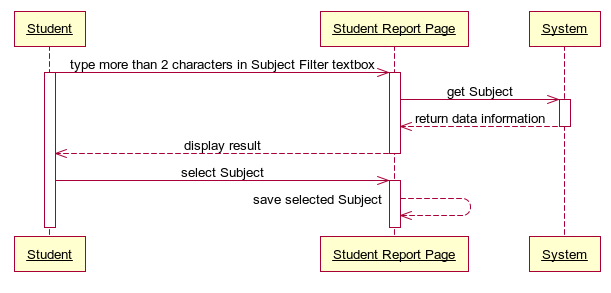 Student
Student Report Page
System
type more than 2 characters in Subject Filter textbox
get Subject
return data information
display result
select Subject
save selected Subject
Student
Student Report Page
System